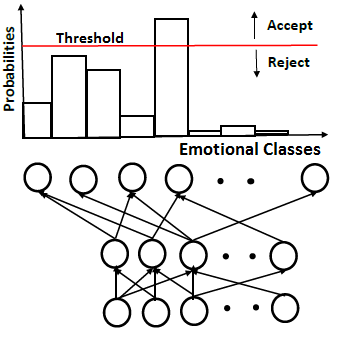 Probabilities
Threshold
Accept
Reject
Emotional Classes